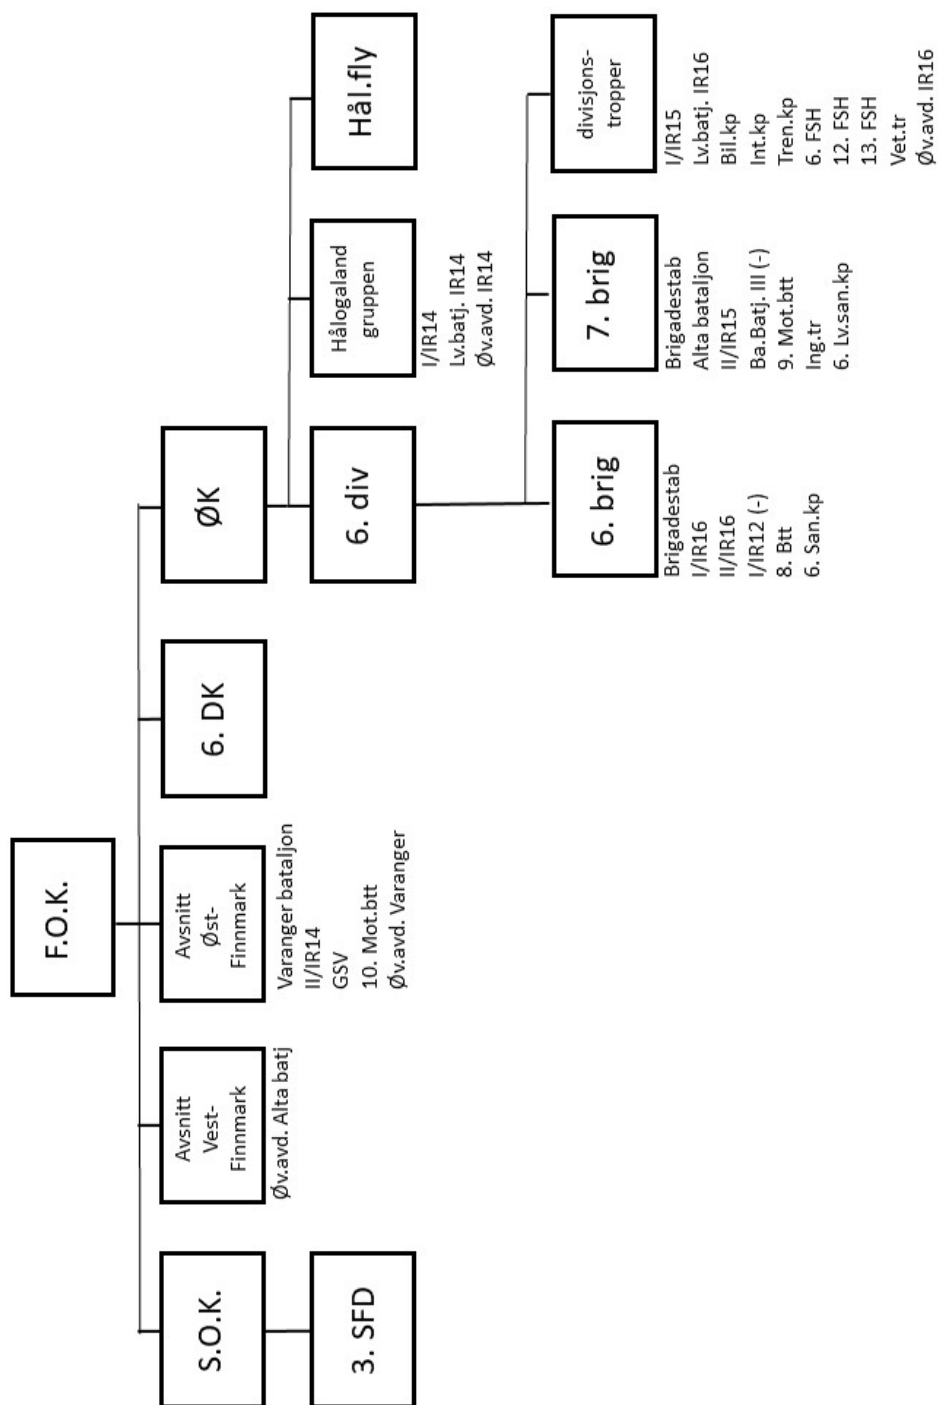 F.O.K.
S.O.K.
Avsnitt
Vest-
Finnmark
Avsnitt
Øst-
Finnmark
6. DK
ØK
Øv.avd. Alta batj
Varanger bataljon
II/IR14
GSV
10. Mot.btt
Øv.avd. Varanger
3. SFD
6. div
Hålogaland
gruppen
Hål.fly
I/IR14
Lv.batj. IR14
Øv.avd. IR14
6. brig
7. brig
divisjons-
tropper
Brigadestab
I/IR16
II/IR16
I/IR12 (-)
8. Btt
6. San.kp
Brigadestab
Alta bataljon
II/IR15
Ba.Batj. III (-)
9. Mot.btt
Ing.tr
6. Lv.san.kp
I/IR15
Lv.batj. IR16
Bil.kp
Int.kp
Tren.kp
6. FSH
12. FSH
13. FSH
Vet.tr
Øv.avd. IR16